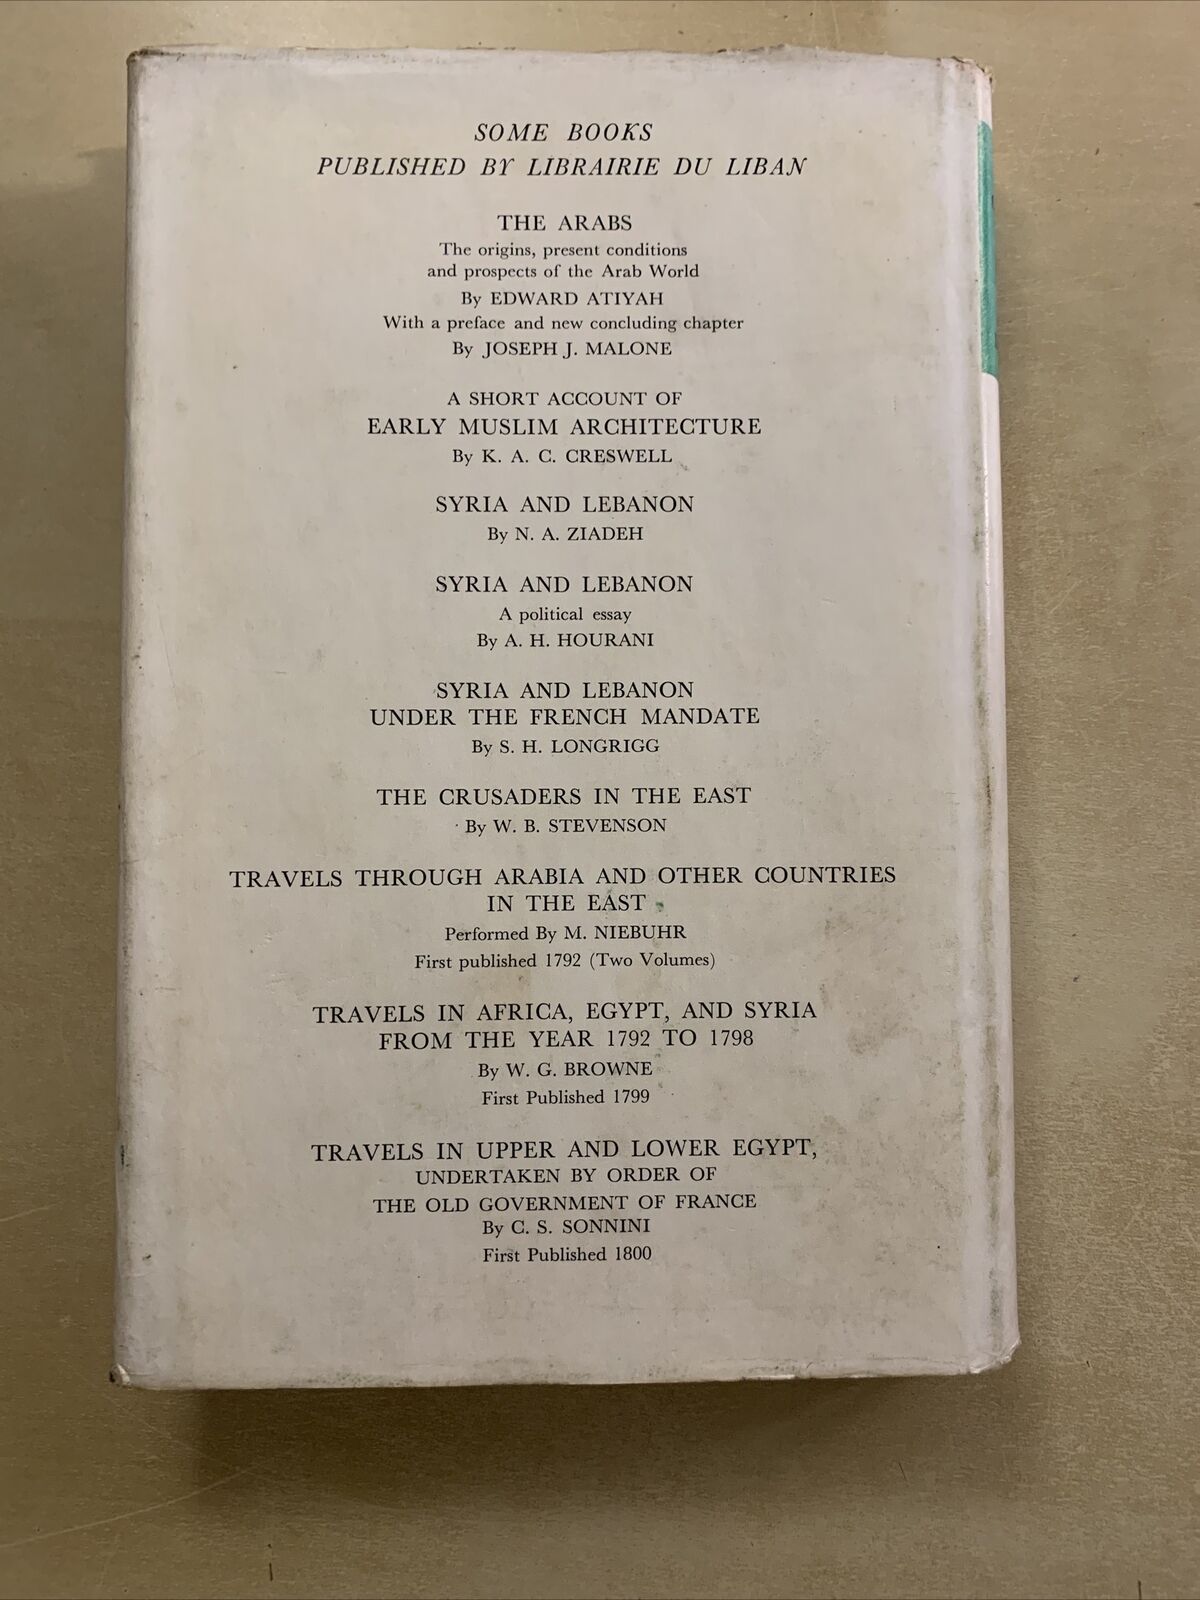 SOME BOOKS
PUBLISHED BY LIBRAIRIE DU LIBAN
THE ARABS
The origins, present conditions
and prospects of the Arab World
By EDWARD ATIYAH
With a preface and new concluding chapter
By JOSEPH J. MALONE
A SHORT ACCOUNT OF
EARLY MUSLIM ARCHITECTURE
By K. A. C. CRESWELL
SYRIA AND LEBANON
By N. A. ZIADEH
SYRIA AND LEBANON
A political essay
By A. H. HOURANI
SYRIA AND LEBANON
UNDER THE FRENCH MANDATE
By S. H. LONGRIGG
THE CRUSADERS IN THE EAST
By W. B. STEVENSON
TRAVELS THROUGH ARABIA AND OTHER COUNTRIES
IN THE EAST
Performed By M. NIEBUHR
First published 1792 (Two Volumes)
TRAVELS IN AFRICA, EGYPT, AND SYRIA
FROM THE YEAR 1792 TO 1798
By W. G. BROWNE
First Published 1799
TRAVELS IN UPPER AND LOWER EGYPT,
UNDERTAKEN BY ORDER OF
THE OLD GOVERNMENT OF FRANCE
By C. S. SONNINI
First Published 1800